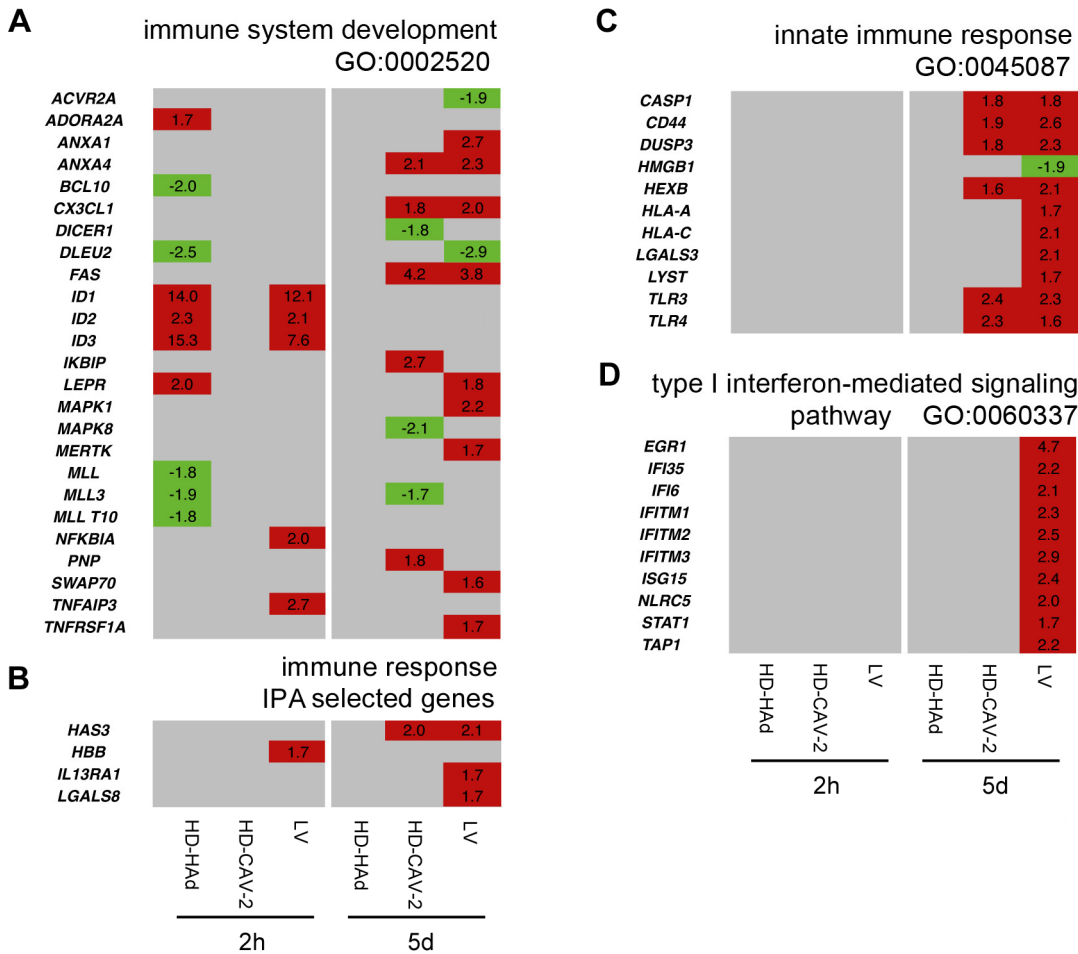 A
immune system development
GO:0002520
ACVR2A -1.9
ADORA2A 1.7
ANXA1 2.7
ANXA4 2.1 2.3
BCL10 -2.0
CX3CL1 1.8 2.0
DICER1 -1.8
DLEU2 -2.5 -2.9
FAS 4.2 3.8
ID1 14.0 12.1
ID2 2.3 2.1
ID3 15.3 7.6
IKBIP 2.7
LEPR 2.0 1.8
MAPK1 2.2
MAPK8 -2.1
MERTK 1.7
MLL -1.8
MLL3 -1.9 -1.7
MLL T10 -1.8
NFKBIA 2.0
PNP 1.8
SWAP70 1.6
TNFAIP3 2.7
TNFRSF1A 1.7
B
immune response
IPA selected genes
HAS3 2.0 2.1
HBB 1.7
IL13RA1 1.7
LGALS8 1.7
HD-HAd HD-CAV-2 LV HD-HAd HD-CAV-2 LV
2h 5d
C
innate immune response
GO:0045087
CASP1 1.8 1.8
CD44 1.9 2.6
DUSP3 1.8 2.3
HMGB1 -1.9
HEXB 1.6 2.1
HLA-A 1.7
HLA-C 2.1
LGALS3 2.1
LYST 1.7
TLR3 2.4 2.3
TLR4 2.3 1.6
D
type I interferon-mediated signaling
pathway GO:0060337
EGR1 4.7
IFI35 2.2
IFI6 2.1
IFITM1 2.3
IFITM2 2.5
IFITM3 2.9
ISG15 2.4
NLRC5 2.0
STAT1 1.7
TAP1 2.2
HD-HAd HD-CAV-2 LV HD-HAd HD-CAV-2 LV
2h 5d